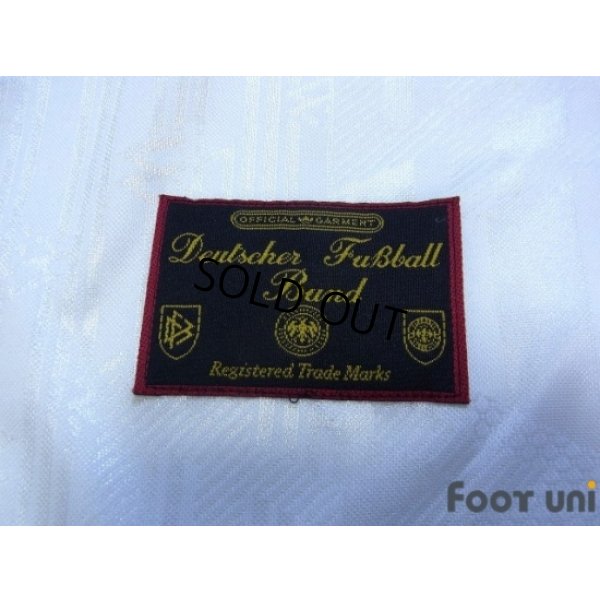 OFFICIAL GARMENT
Deutscher Fußball
Bund
SOLD OUT
Registered Trade Marks
Foot uni